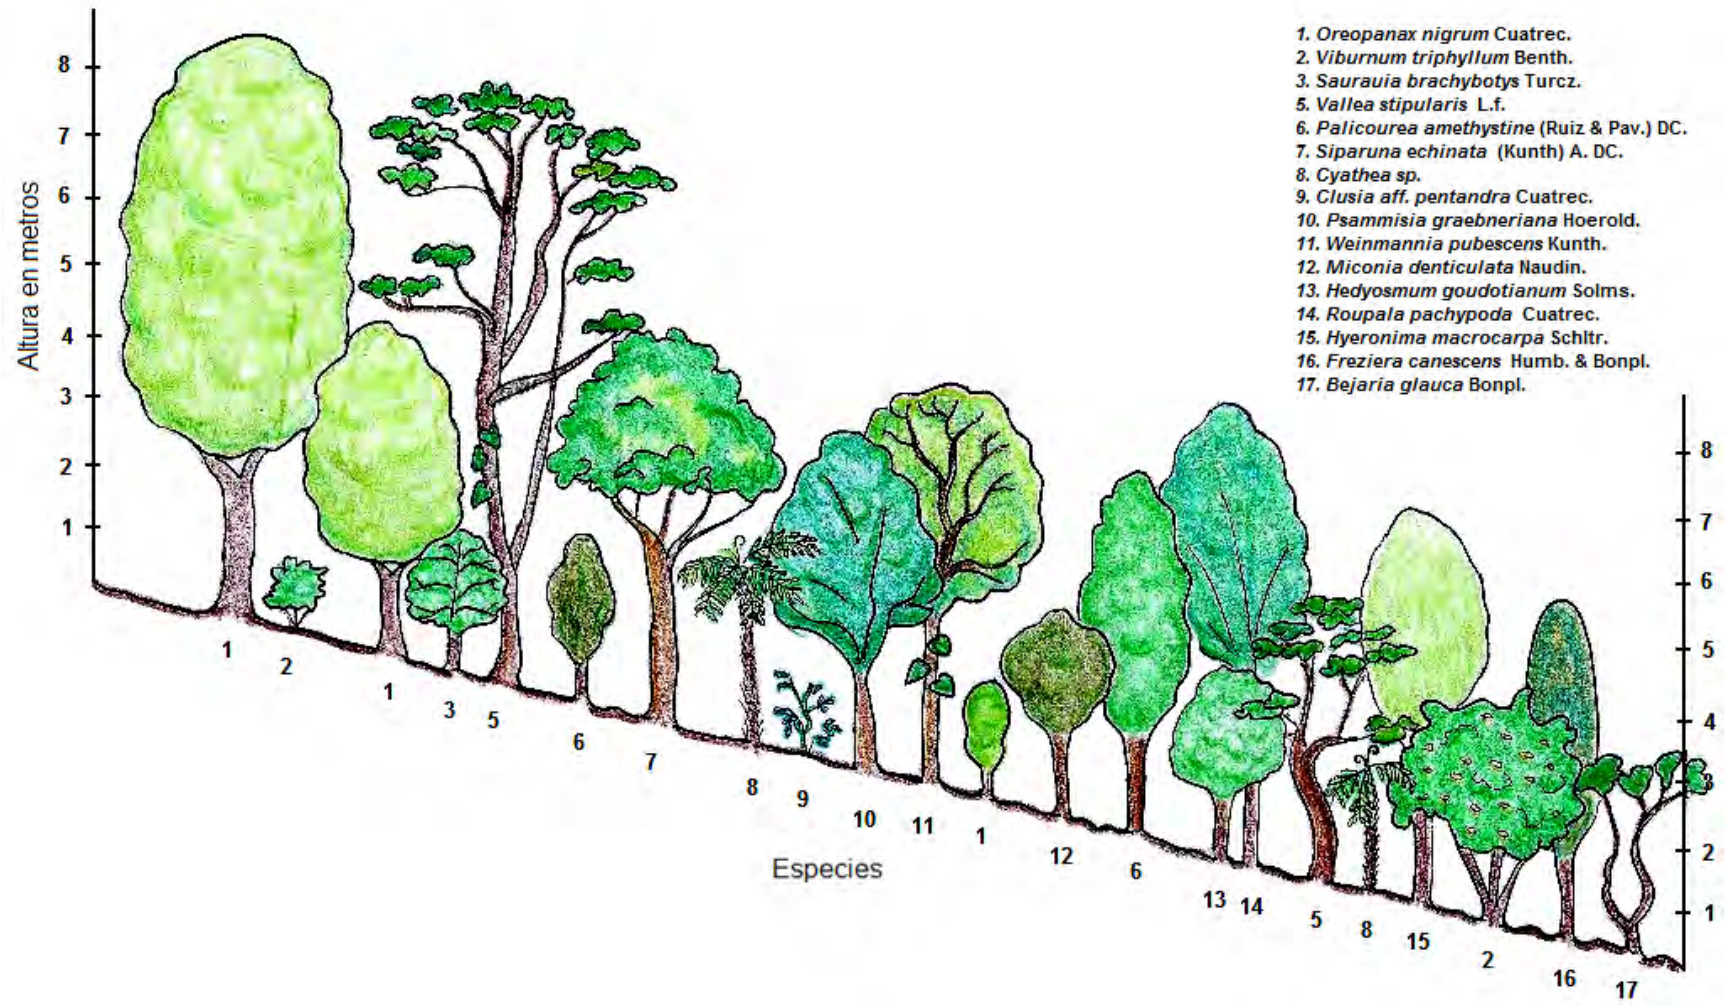 1. Oreopanax nigrum Cuatrec.
2. Viburnum triphyllum Benth.
3. Saurauia brachybotys Turcz.
5. Vallea stipularis L.f.
6. Palicourea amethystine (Ruiz & Pav.) DC.
7. Siparuna echinata (Kunth) A. DC.
8. Cyathea sp.
9. Clusia aff. pentandra Cuatrec.
10. Psammisia graebneriana Hoerold.
11. Weinmannia pubescens Kunth.
12. Miconia denticulata Naudin.
13. Hedyosmum goudotianum Solms.
14. Roupala pachypoda Cuatrec.
15. Hyeronima macrocarpa Schltr.
16. Freziera canescens Humb. & Bonpl.
17. Bejaria glauca Bonpl.
Altura en metros
8
7
6
5
4
3
2
1
8
7
6
5
4
3
2
1
1
2
1
3
5
6
7
8
9
10
11
1
12
6
13
14
5
8
15
2
16
17
Especies